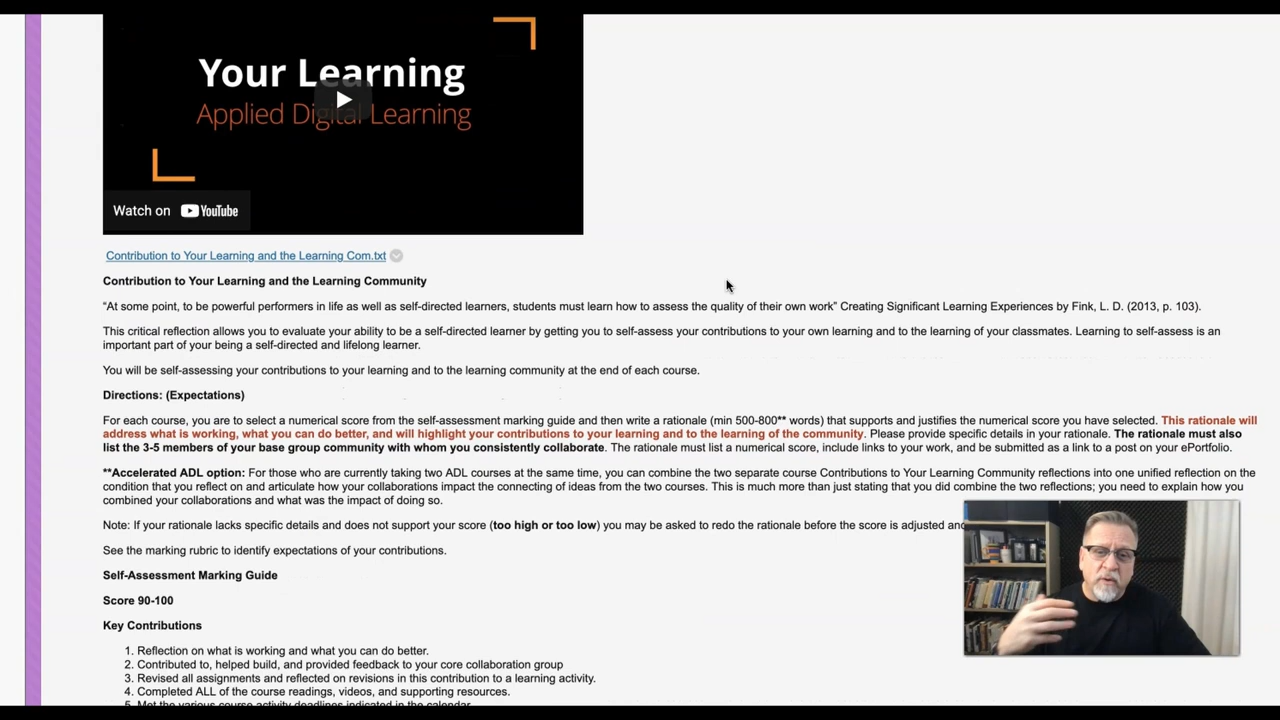 Your Learning
Applied Digital Learning
Watch on YouTube
Contribution to Your Learning and the Learning Com.txt
Contribution to Your Learning and the Learning Community
“At some point, to be powerful performers in life as well as self-directed learners, students must learn how to assess the quality of their own work” Creating Significant Learning Experiences by Fink, L. D. (2013, p. 103).
This critical reflection allows you to evaluate your ability to be a self-directed learner by getting you to self-assess your contributions to your own learning and to the learning of your classmates. Learning to self-assess is an
important part of your being a self-directed and lifelong learner.
You will be self-assessing your contributions to your learning and to the learning community at the end of each course.
Directions: (Expectations)
For each course, you are to select a numerical score from the self-assessment marking guide and then write a rationale (min 500-800** words) that supports and justifies the numerical score you have selected. This rationale will
address what is working, what you can do better, and will highlight your contributions to your learning and to the learning of the community. Please provide specific details in your rationale. The rationale must also
list the 3-5 members of your base group community with whom you consistently collaborate. The rationale must list a numerical score, include links to your work, and be submitted as a link to a post on your ePortfolio.
**Accelerated ADL option: For those who are currently taking two ADL courses at the same time, you can combine the two separate course Contributions to Your Learning Community reflections into one unified reflection on the
condition that you reflect on and articulate how your collaborations impact the connecting of ideas from the two courses. This is much more than just stating that you did combine the two reflections; you need to explain how you
combined your collaborations and what was the impact of doing so.
Note: If your rationale lacks specific details and does not support your score (too high or too low) you may be asked to redo the rationale before the score is adjusted and
See the marking rubric to identify expectations of your contributions.
Self-Assessment Marking Guide
Score 90-100
Key Contributions
1. Reflection on what is working and what you can do better.
2. Contributed to, helped build, and provided feedback to your core collaboration group
3. Revised all assignments and reflected on revisions in this contribution to a learning activity.
4. Completed ALL of the course readings, videos, and supporting resources.
5. Met the various course activity deadlines indicated in the calendar.